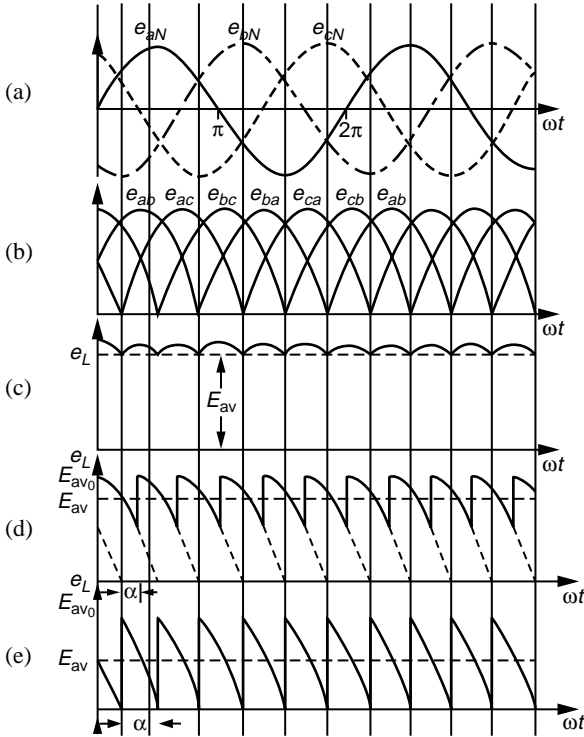 e_aN e_bN e_cN
(a)
π 2π ωt
e_ab e_ac e_bc e_ba e_ca e_cb e_ab
(b)
ωt
e_L
(c)
E_av
ωt
e_L
E_av0
E_av
(d)
α
ωt
e_L
E_av0
(e)
E_av
ωt
α